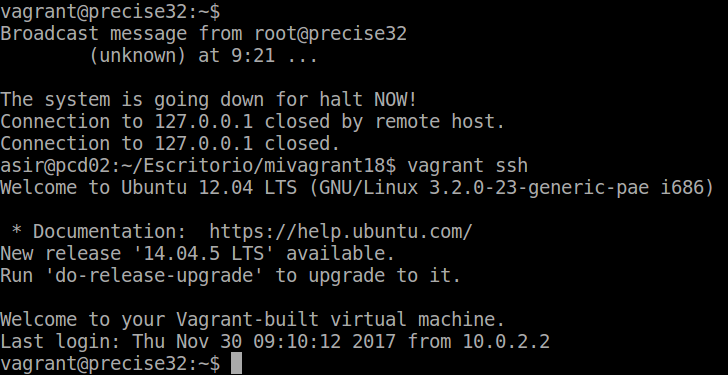 vagrant@precise32:~$
Broadcast message from root@precise32
(unknown) at 9:21 ...
The system is going down for halt NOW!
Connection to 127.0.0.1 closed by remote host.
Connection to 127.0.0.1 closed.
asir@pcd02:~/Escritorio/mivagrant18$ vagrant ssh
Welcome to Ubuntu 12.04 LTS (GNU/Linux 3.2.0-23-generic-pae i686)
* Documentation:  https://help.ubuntu.com/
New release '14.04.5 LTS' available.
Run 'do-release-upgrade' to upgrade to it.
Welcome to your Vagrant-built virtual machine.
Last login: Thu Nov 30 09:10:12 2017 from 10.0.2.2
vagrant@precise32:~$